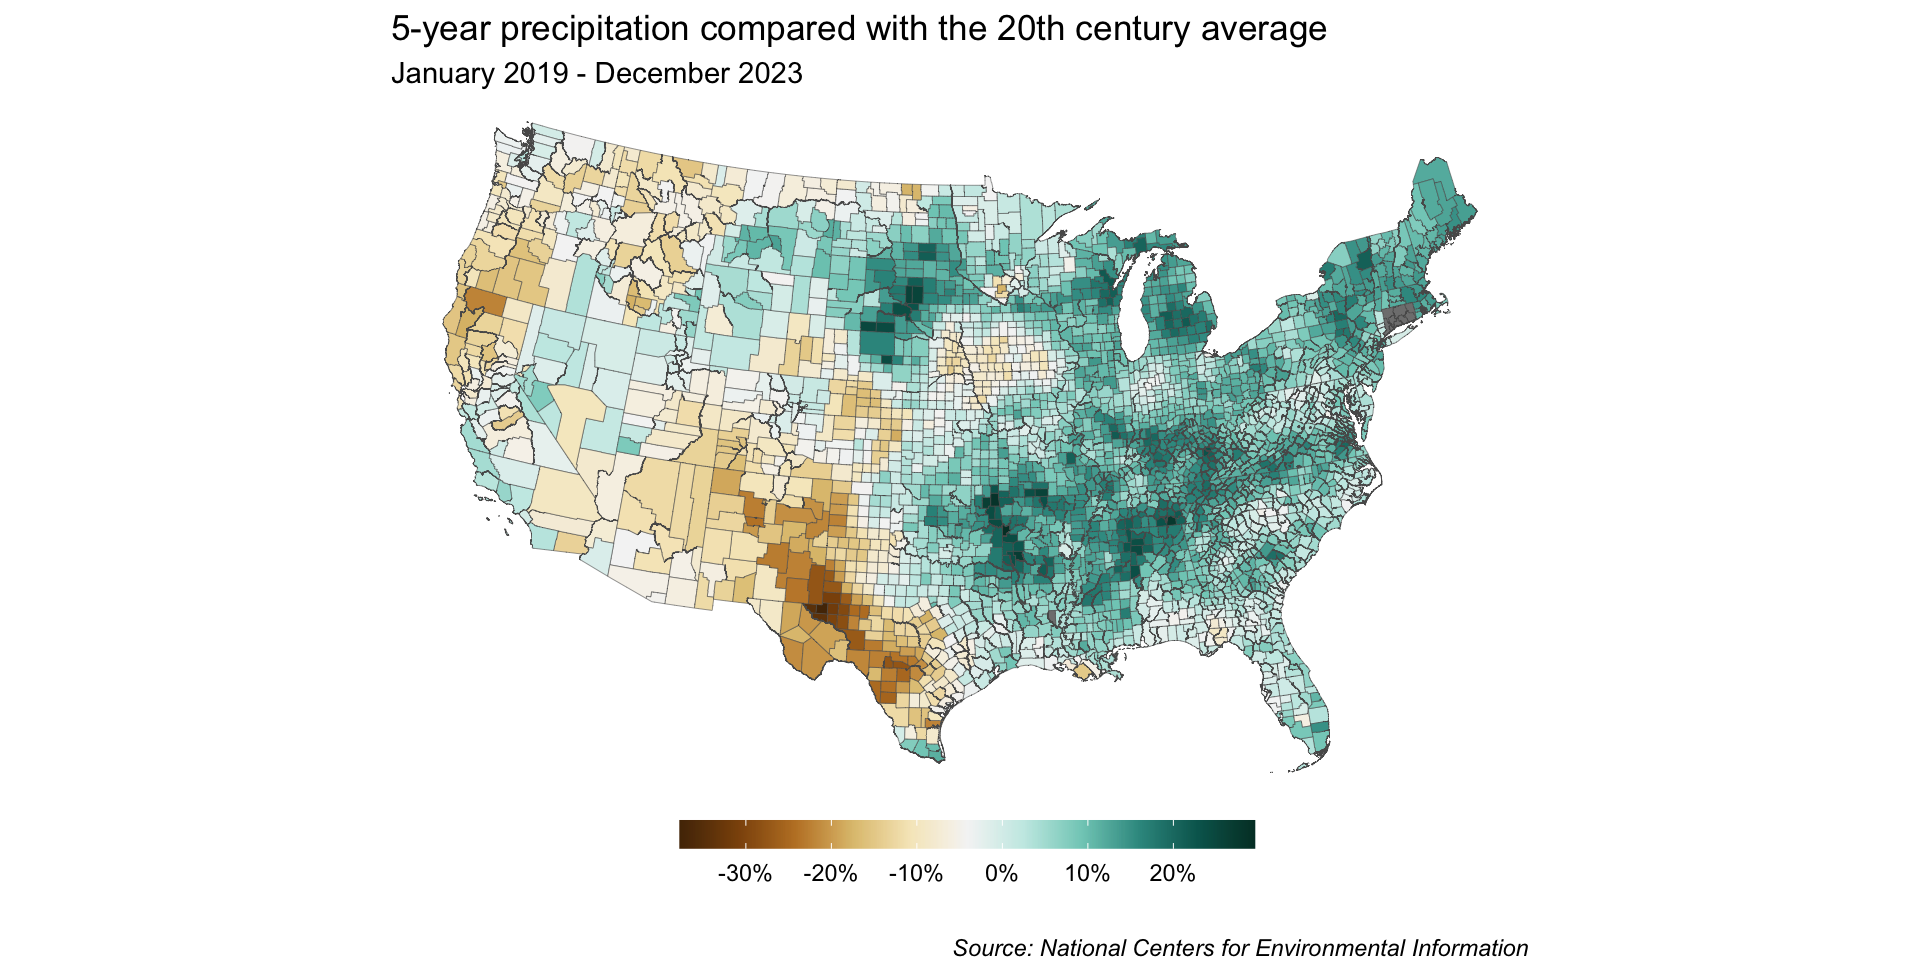 5-year precipitation compared with the 20th century average
January 2019 - December 2023
-30% -20% -10% 0% 10% 20%
Source: National Centers for Environmental Information